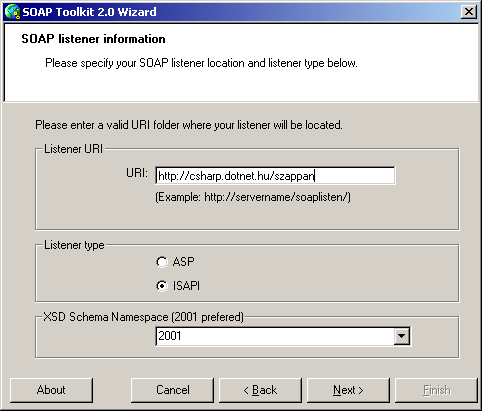 SOAP Toolkit 2.0 Wizard
SOAP listener information
Please specify your SOAP listener location and listener type below.
Please enter a valid URI folder where your listener will be located.
Listener URI
URI: http://csharp.dotnet.hu/szappan
(Example: http://servername/soaplisten/)
Listener type
ASP
ISAPI
XSD Schema Namespace (2001 prefered)
2001
About Cancel < Back Next > Finish